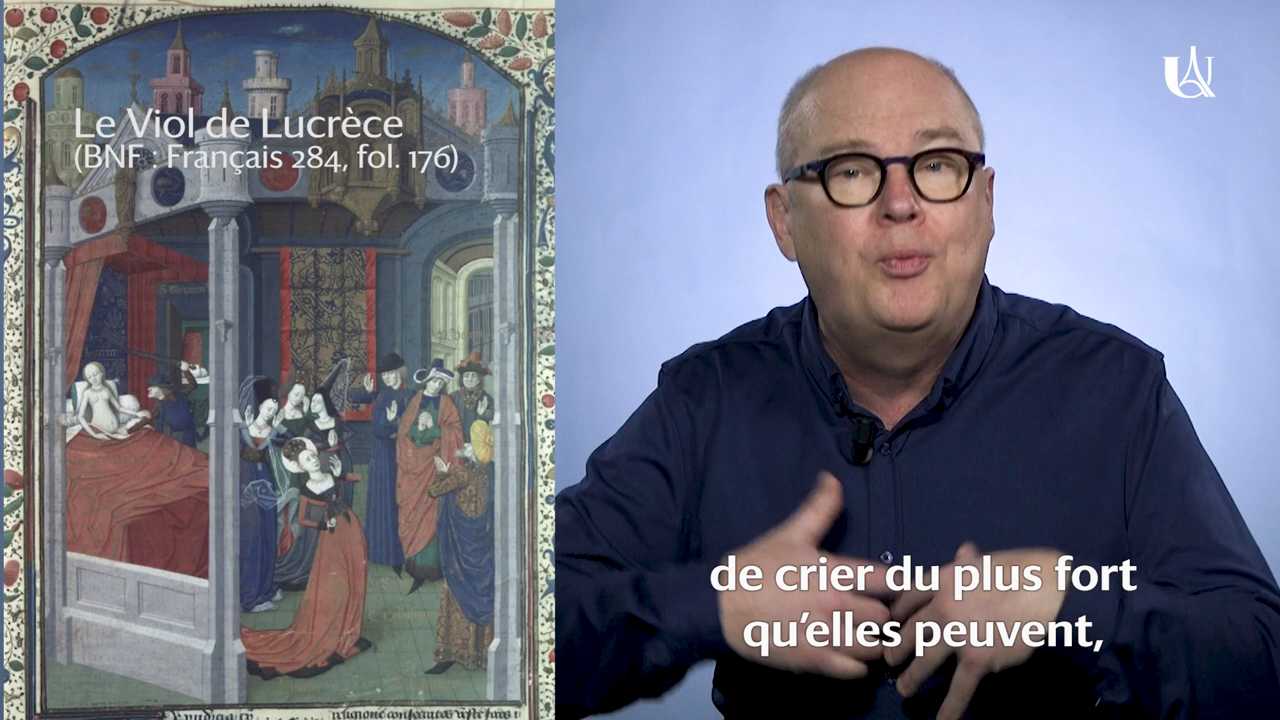 Le Viol de Lucrèce
(BNF : Français 284, fol. 176)
de crier du plus fort
qu'elles peuvent,